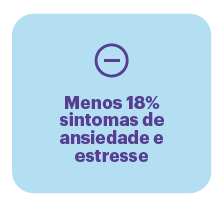 Menos 18%
sintomas de
ansiedade e
estresse